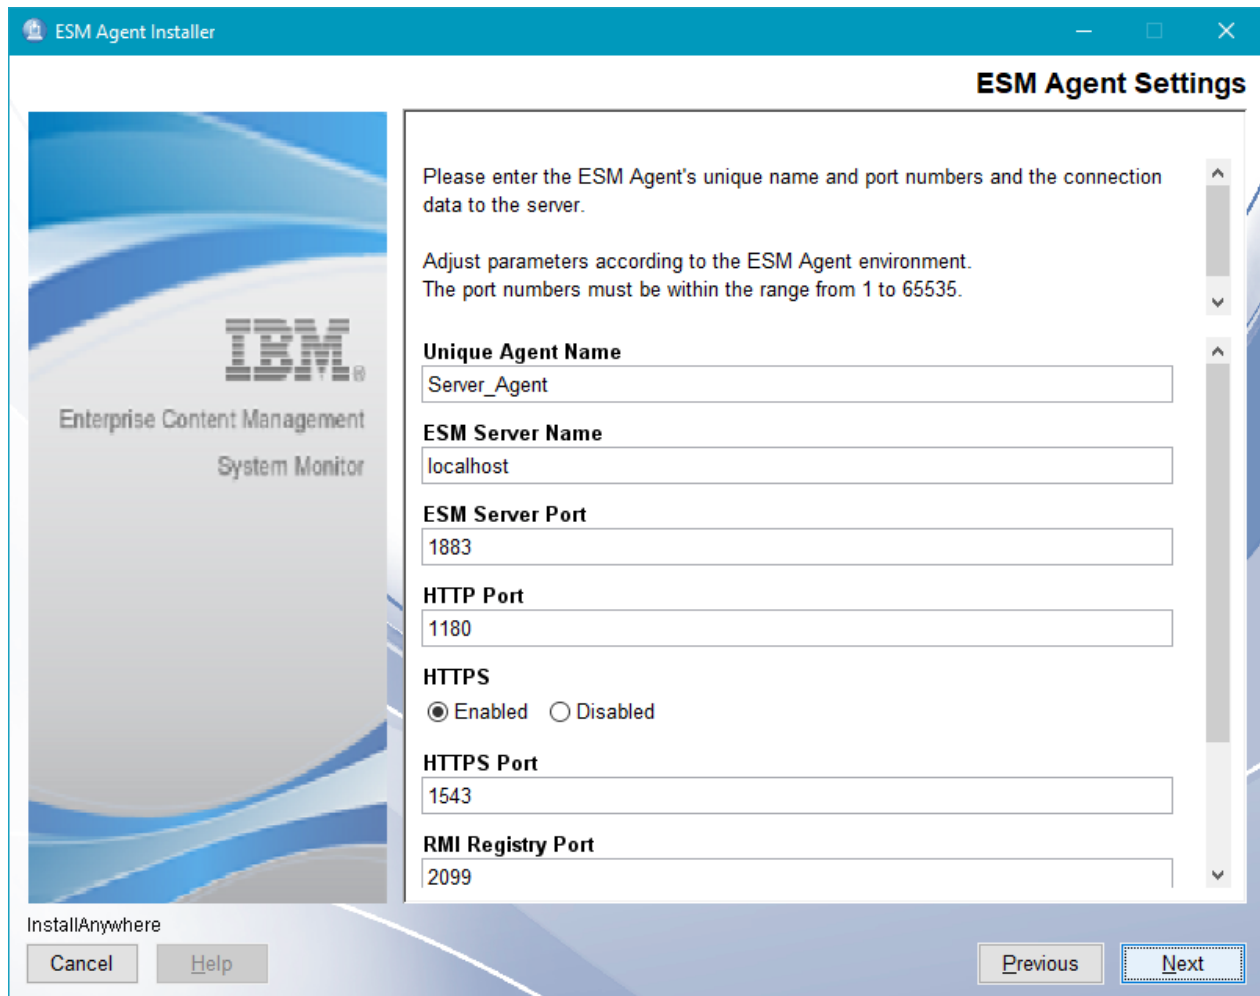 ESM Agent Installer
ESM Agent Settings
IBM®
Enterprise Content Management
System Monitor
Please enter the ESM Agent's unique name and port numbers and the connection
data to the server.
Adjust parameters according to the ESM Agent environment.
The port numbers must be within the range from 1 to 65535.
Unique Agent Name
Server_Agent
ESM Server Name
localhost
ESM Server Port
1883
HTTP Port
1180
HTTPS
Enabled Disabled
HTTPS Port
1543
RMI Registry Port
2099
InstallAnywhere
Cancel Help Previous Next